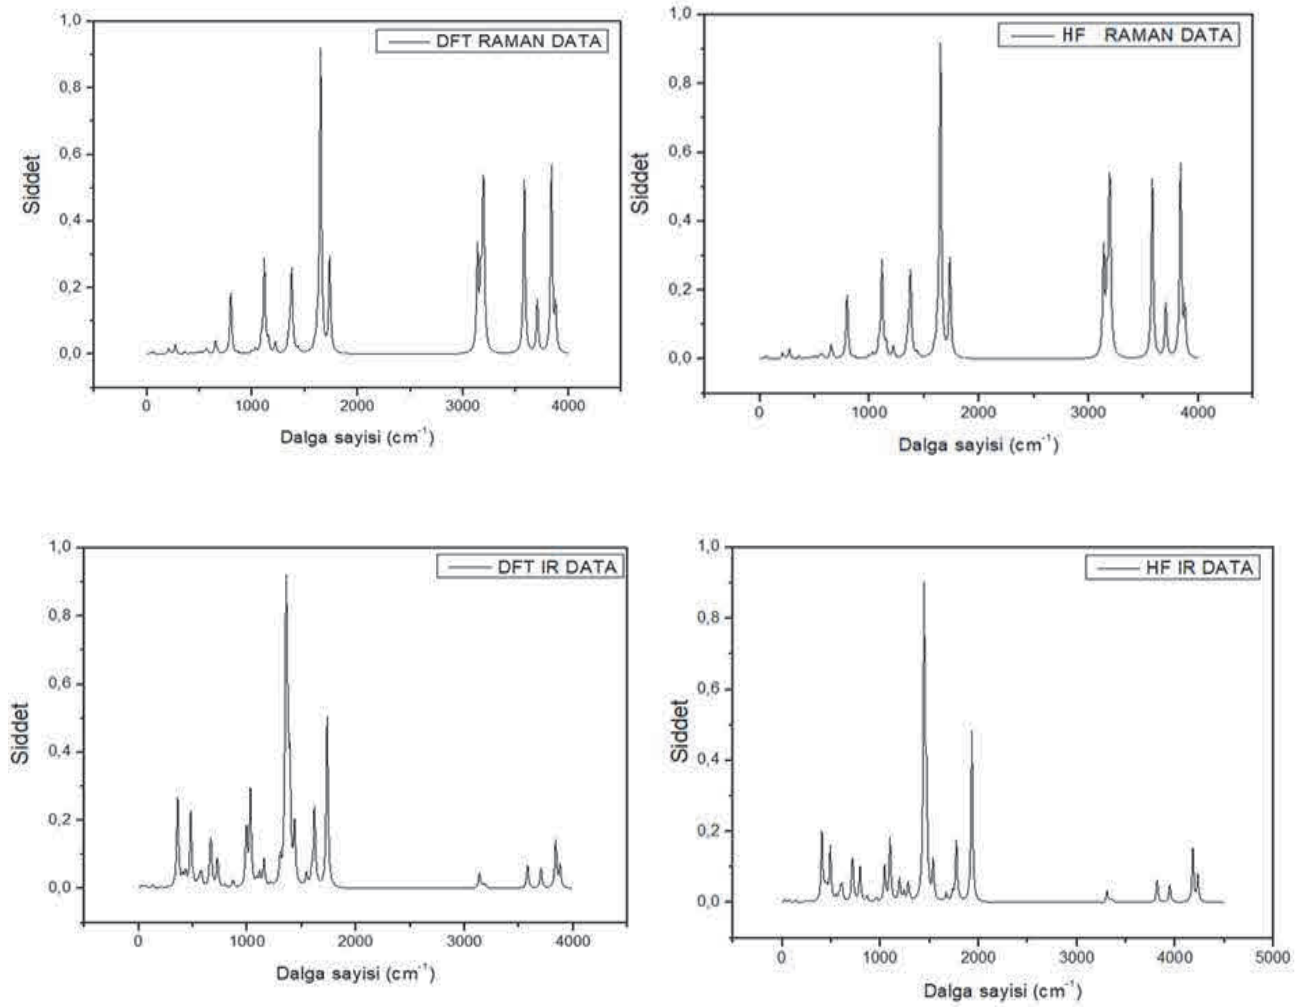 DFT RAMAN DATA
1,0
0,8
0,6
0,4
0,2
0,0
Siddet
0 1000 2000 3000 4000
Dalga sayisi (cm⁻¹)
HF RAMAN DATA
1,0
0,8
0,6
0,4
0,2
0,0
Siddet
0 1000 2000 3000 4000
Dalga sayisi (cm⁻¹)
DFT IR DATA
1,0
0,8
0,6
0,4
0,2
0,0
Siddet
0 1000 2000 3000 4000
Dalga sayisi (cm⁻¹)
HF IR DATA
1,0
0,8
0,6
0,4
0,2
0,0
Siddet
0 1000 2000 3000 4000 5000
Dalga sayisi (cm⁻¹)